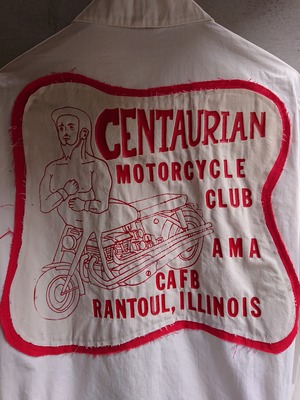 CENTAURIAN
MOTORCYCLE
CLUB
AMA
CAFB
RANTOUL, ILLINOIS